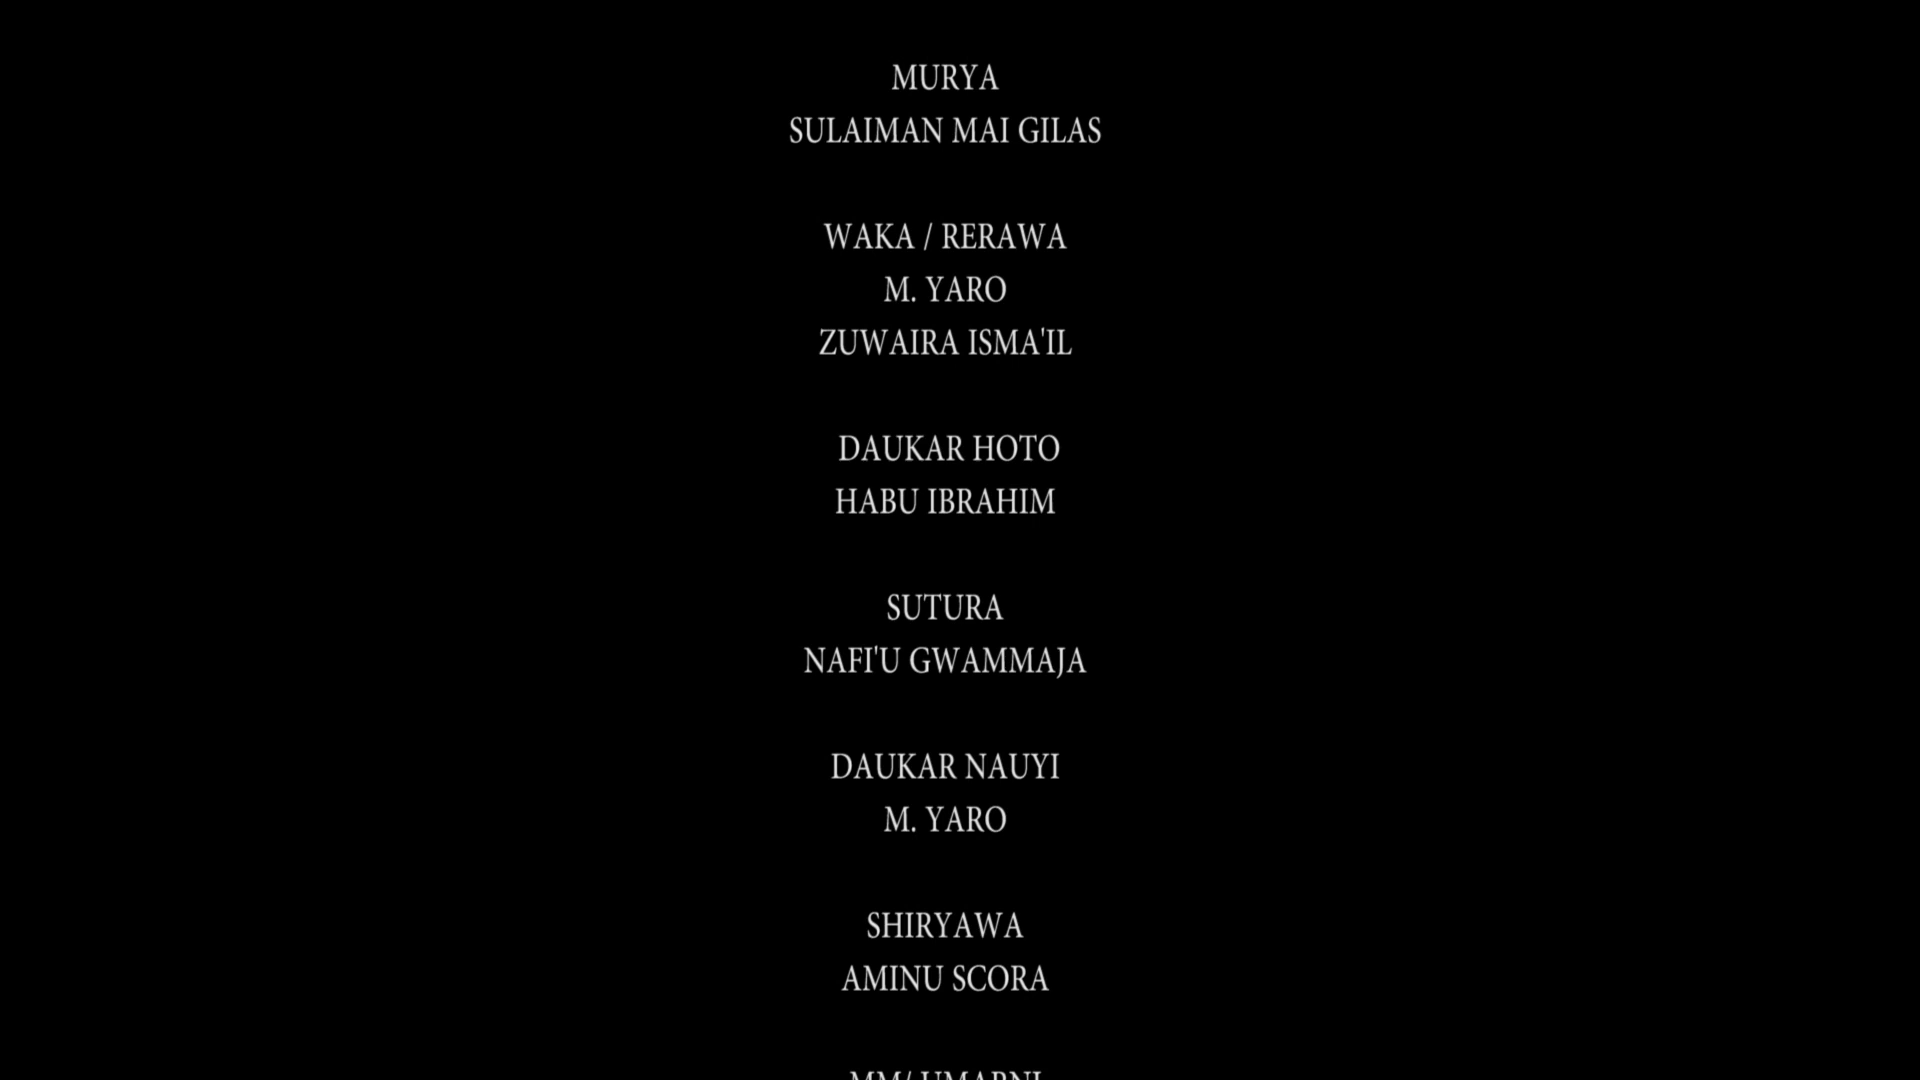 MURYA
SULAIMAN MAI GILAS
WAKA / RERAWA
M. YARO
ZUWAIRA ISMA'IL
DAUKAR HOTO
HABU IBRAHIM
SUTURA
NAFI'U GWAMMAJA
DAUKAR NAUYI
M. YARO
SHIRYAWA
AMINU SCORA